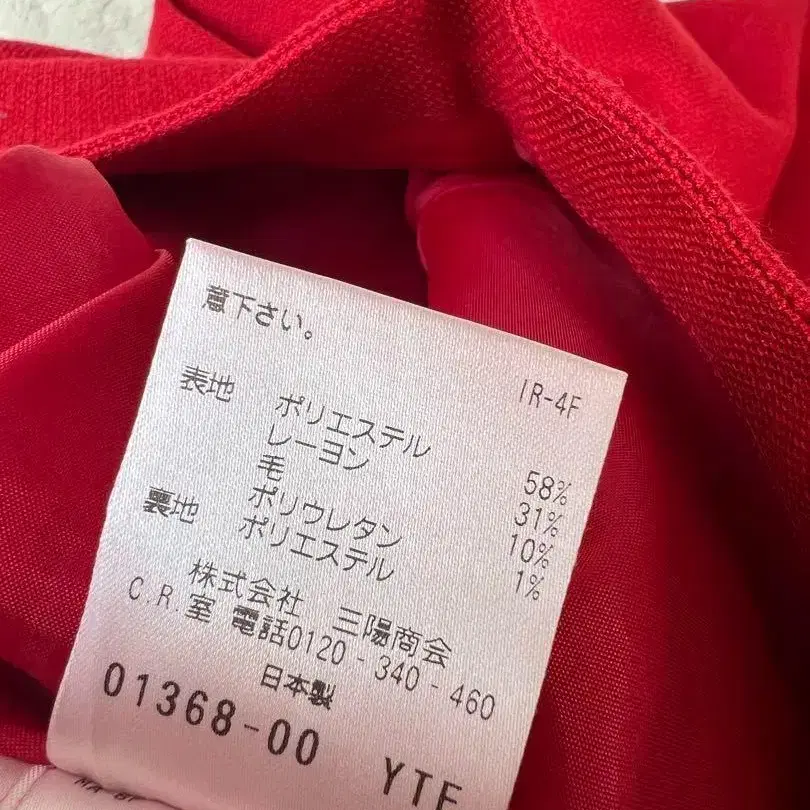 意下さい。
IR-4F
表地 ポリエステル 58%
レーヨン 31%
毛 10%
ポリウレタン 1%
裏地 ポリエステル
株式会社 三陽商会
C.R.室 電話0120-340-460
日本製
01368-00 YTE